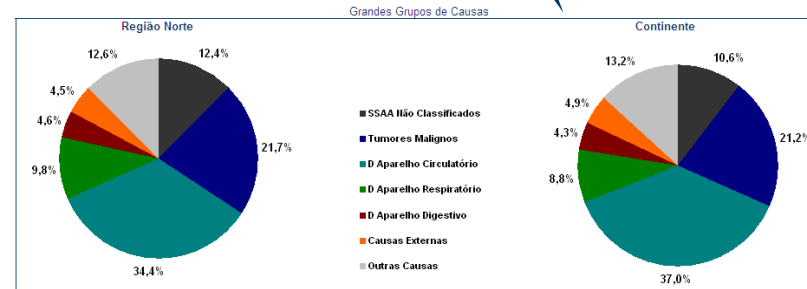 Grandes Grupos de Causas
Região Norte
12,6%
12,4%
4,5%
4,6%
21,7%
9,8%
34,4%
SSAA Não Classificados
Tumores Malignos
D Aparelho Circulatório
D Aparelho Respiratório
D Aparelho Digestivo
Causas Externas
Outras Causas
Continente
13,2%
10,6%
4,9%
4,3%
21,2%
8,8%
37,0%